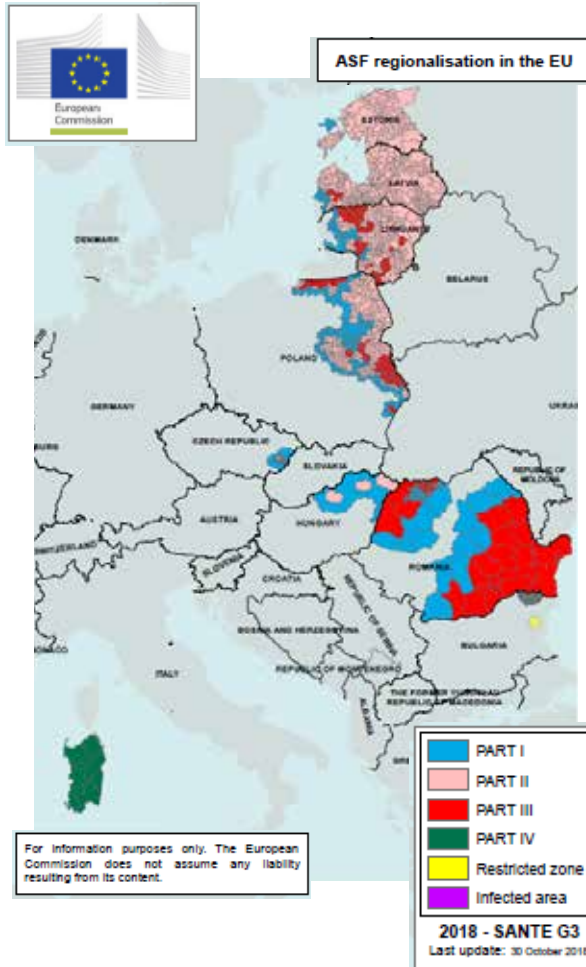 European
Commission
ASF regionalisation in the EU
ESTONIA
LATVIA
LITHUANIA
DENMARK
BELARUS
POLAND
GERMANY
UKRAI
BURG
CZECH REPUBLIC
SLOVAKIA
REPUBLIC OF
MOLDOVA
AUSTRIA
HUNGARY
SWITZERLAND
SLOVENIA
ROMANIA
CROATIA
REPUBLIC OF SERBIA
BOSNIA AND HERZEGOVINA
BULGARIA
MONACO
ITALY
REPUBLIC OF MONTENEGRO
THE FORMER YUGOSLAV
REPUBLIC OF MACEDONIA
ALBANIA
PART I
PART II
PART III
PART IV
Restricted zone
Infected area
2018 - SANTE G3
Last update: 30 October 2018
For information purposes only. The European
Commission does not assume any liability
resulting from its content.